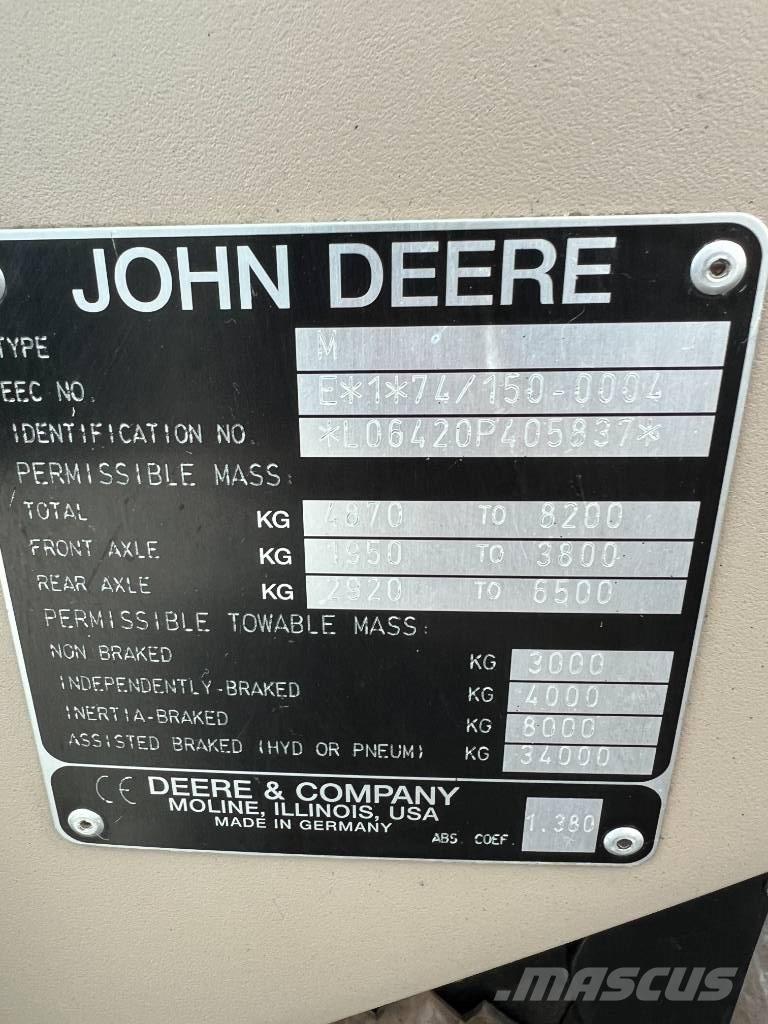 JOHN DEERE
TYPE M
EEC NO. E*1*74/150-0004
IDENTIFICATION NO. *L06420P405837*
PERMISSIBLE MASS:
TOTAL KG 4870 TO 8200
FRONT AXLE KG 1950 TO 3800
REAR AXLE KG 2920 TO 6500
PERMISSIBLE TOWABLE MASS:
NON BRAKED KG 3000
INDEPENDENTLY-BRAKED KG 4000
INERTIA-BRAKED KG 8000
ASSISTED BRAKED (HYD OR PNEUM) KG 34000
CE DEERE & COMPANY
MOLINE, ILLINOIS, USA
MADE IN GERMANY
ABS. COEF. 1.380
MASCUS